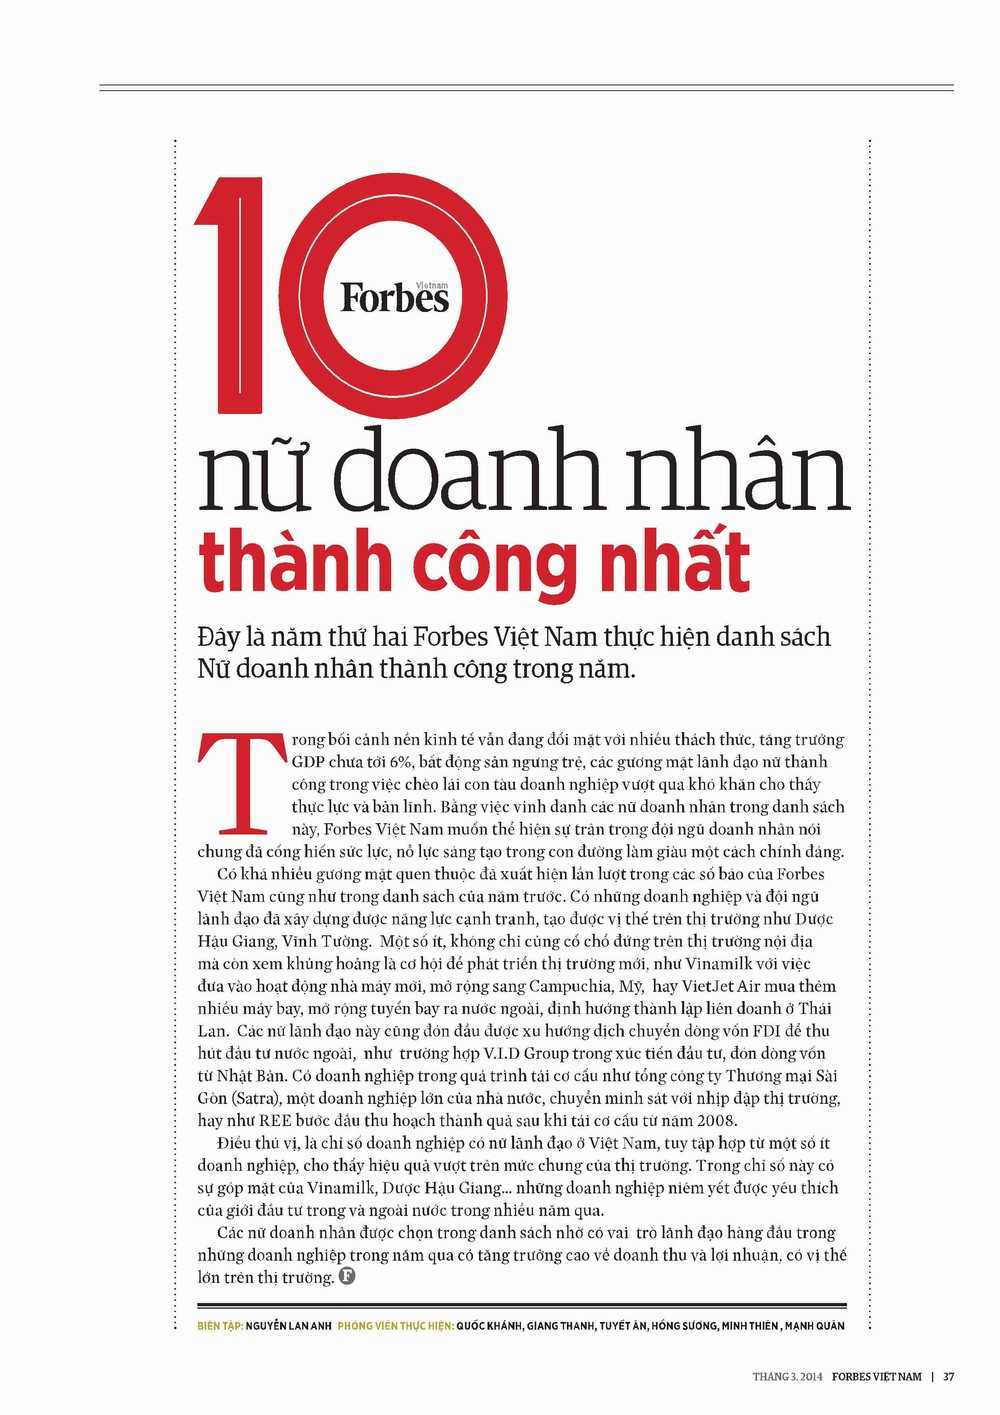 10
Forbes
Vietnam
nữ doanh nhân
thành công nhất
Đây là năm thứ hai Forbes Việt Nam thực hiện danh sách
Nữ doanh nhân thành công trong năm.
Trong bối cảnh nền kinh tế vẫn đang đối mặt với nhiều thách thức, tăng trưởng
GDP chưa tới 6%, bất động sản ngưng trệ, các gương mặt lãnh đạo nữ thành
công trong việc chèo lái con tàu doanh nghiệp vượt qua khó khăn cho thấy
thực lực và bản lĩnh. Bằng việc vinh danh các nữ doanh nhân trong danh sách
này, Forbes Việt Nam muốn thể hiện sự trân trọng đội ngũ doanh nhân nói
chung đã cống hiến sức lực, nỗ lực sáng tạo trong con đường làm giàu một cách chính đáng.
Có khá nhiều gương mặt quen thuộc đã xuất hiện lần lượt trong các số báo của Forbes
Việt Nam cũng như trong danh sách của năm trước. Có những doanh nghiệp và đội ngũ
lãnh đạo đã xây dựng được năng lực cạnh tranh, tạo được vị thế trên thị trường như Dược
Hậu Giang, Vĩnh Tường. Một số ít, không chỉ củng cố chỗ đứng trên thị trường nội địa
mà còn xem khủng hoảng là cơ hội để phát triển thị trường mới, như Vinamilk với việc
đưa vào hoạt động nhà máy mới, mở rộng sang Campuchia, Mỹ, hay VietJet Air mua thêm
nhiều máy bay, mở rộng tuyến bay ra nước ngoài, định hướng thành lập liên doanh ở Thái
Lan. Các nữ lãnh đạo này cũng đón đầu được xu hướng dịch chuyển dòng vốn FDI để thu
hút đầu tư nước ngoài, như trường hợp V.I.D Group trong xúc tiến đầu tư, đón dòng vốn
từ Nhật Bản. Có doanh nghiệp trong quá trình tái cơ cấu như tổng công ty Thương mại Sài
Gòn (Satra), một doanh nghiệp lớn của nhà nước, chuyển mình sát với nhịp đập thị trường,
hay như REE bước đầu thu hoạch thành quả sau khi tái cơ cấu từ năm 2008.
Điều thú vị, là chỉ số doanh nghiệp có nữ lãnh đạo ở Việt Nam, tuy tập hợp từ một số ít
doanh nghiệp, cho thấy hiệu quả vượt trên mức chung của thị trường. Trong chỉ số này có
sự góp mặt của Vinamilk, Dược Hậu Giang... những doanh nghiệp niêm yết được yêu thích
của giới đầu tư trong và ngoài nước trong nhiều năm qua.
Các nữ doanh nhân được chọn trong danh sách nhờ có vai trò lãnh đạo hàng đầu trong
những doanh nghiệp trong năm qua có tăng trưởng cao về doanh thu và lợi nhuận, có vị thế
lớn trên thị trường. F
BIÊN TẬP: NGUYỄN LAN ANH PHÓNG VIÊN THỰC HIỆN: QUỐC KHÁNH, GIANG THANH, TUYẾT ÂN, HỒNG SƯƠNG, MINH THIÊN , MẠNH QUÂN
THÁNG 3. 2014 FORBES VIỆT NAM | 37